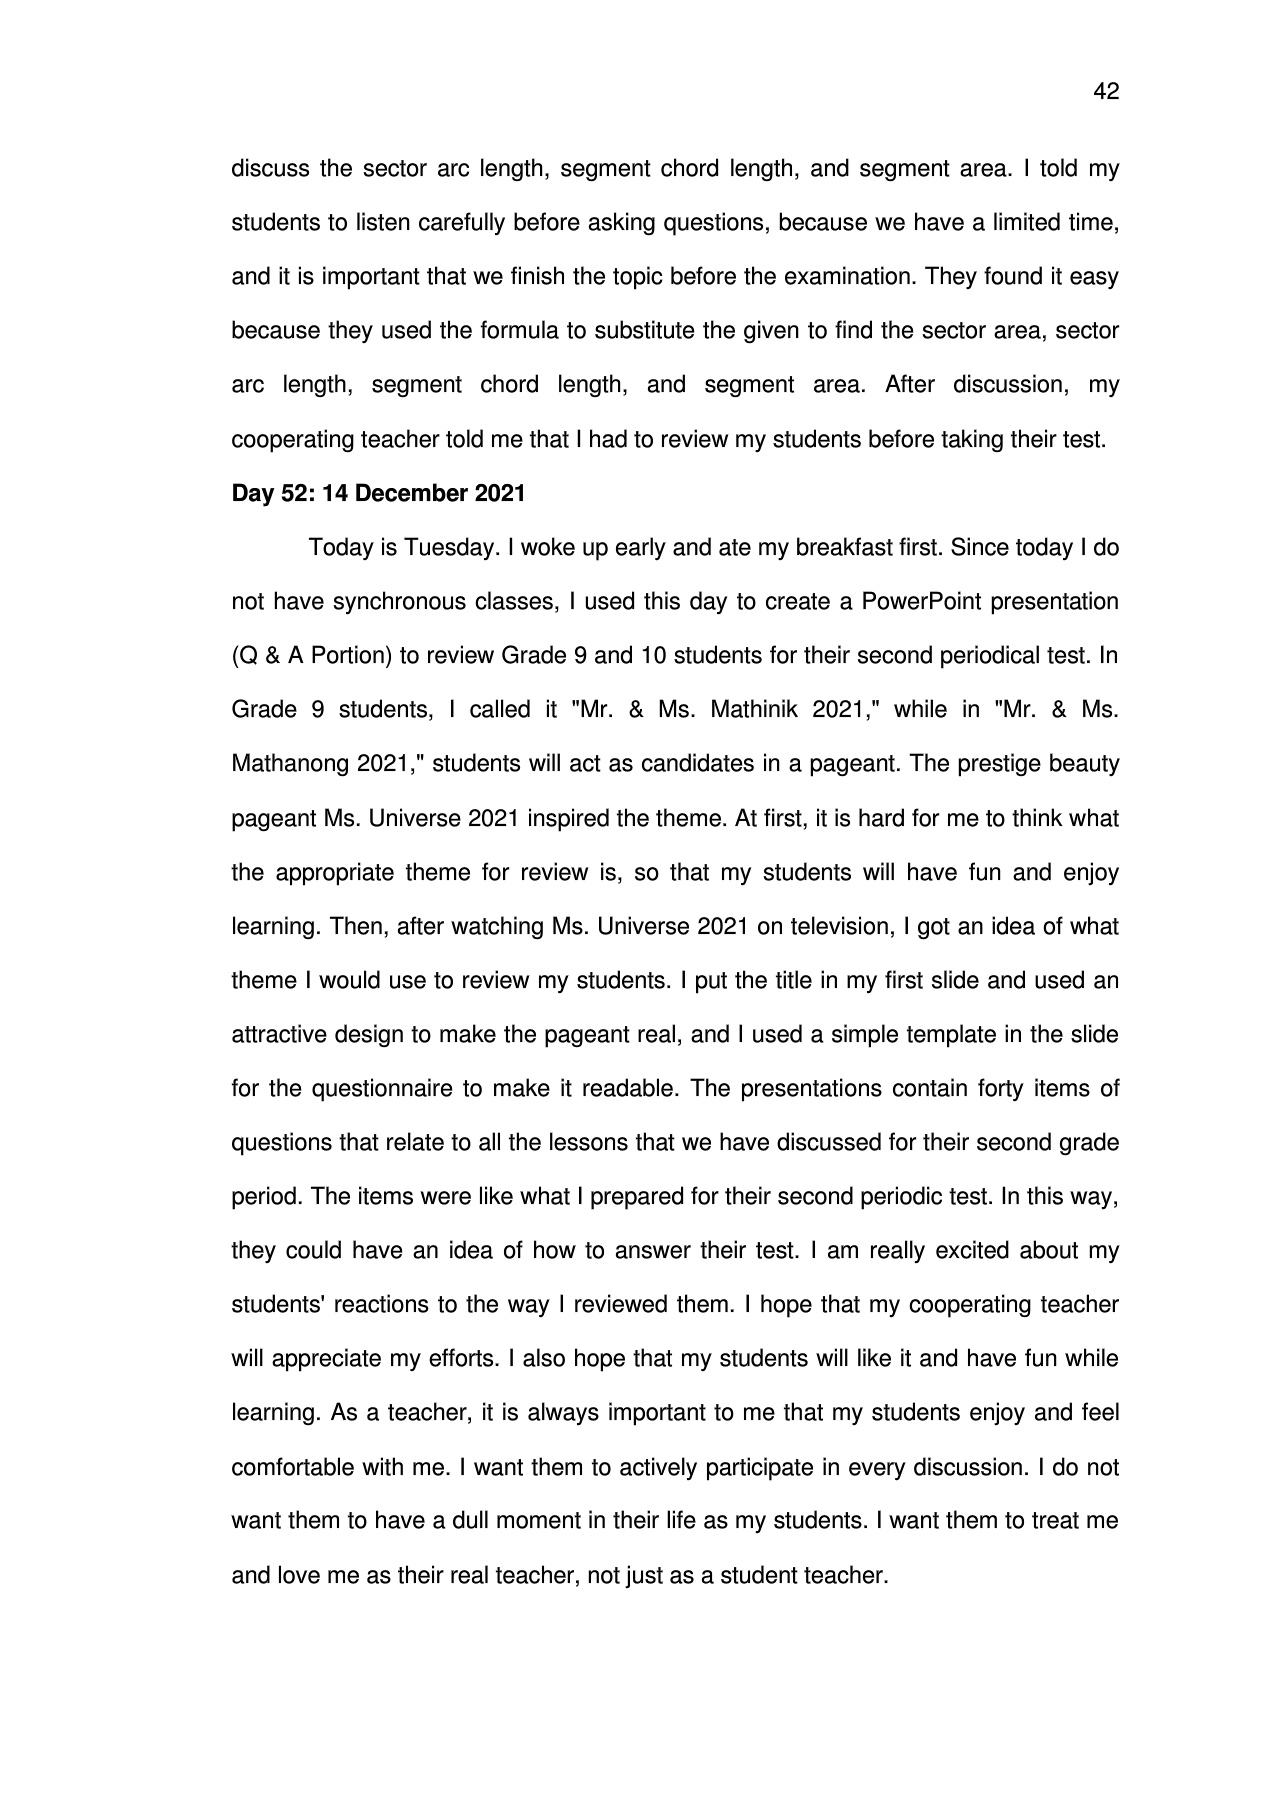 42
discuss the sector arc length, segment chord length, and segment area. I told my
students to listen carefully before asking questions, because we have a limited time,
and it is important that we finish the topic before the examination. They found it easy
because they used the formula to substitute the given to find the sector area, sector
arc length, segment chord length, and segment area. After discussion, my
cooperating teacher told me that I had to review my students before taking their test.
Day 52: 14 December 2021
Today is Tuesday. I woke up early and ate my breakfast first. Since today I do
not have synchronous classes, I used this day to create a PowerPoint presentation
(Q & A Portion) to review Grade 9 and 10 students for their second periodical test. In
Grade 9 students, I called it "Mr. & Ms. Mathinik 2021," while in "Mr. & Ms.
Mathanong 2021," students will act as candidates in a pageant. The prestige beauty
pageant Ms. Universe 2021 inspired the theme. At first, it is hard for me to think what
the appropriate theme for review is, so that my students will have fun and enjoy
learning. Then, after watching Ms. Universe 2021 on television, I got an idea of what
theme I would use to review my students. I put the title in my first slide and used an
attractive design to make the pageant real, and I used a simple template in the slide
for the questionnaire to make it readable. The presentations contain forty items of
questions that relate to all the lessons that we have discussed for their second grade
period. The items were like what I prepared for their second periodic test. In this way,
they could have an idea of how to answer their test. I am really excited about my
students' reactions to the way I reviewed them. I hope that my cooperating teacher
will appreciate my efforts. I also hope that my students will like it and have fun while
learning. As a teacher, it is always important to me that my students enjoy and feel
comfortable with me. I want them to actively participate in every discussion. I do not
want them to have a dull moment in their life as my students. I want them to treat me
and love me as their real teacher, not just as a student teacher.